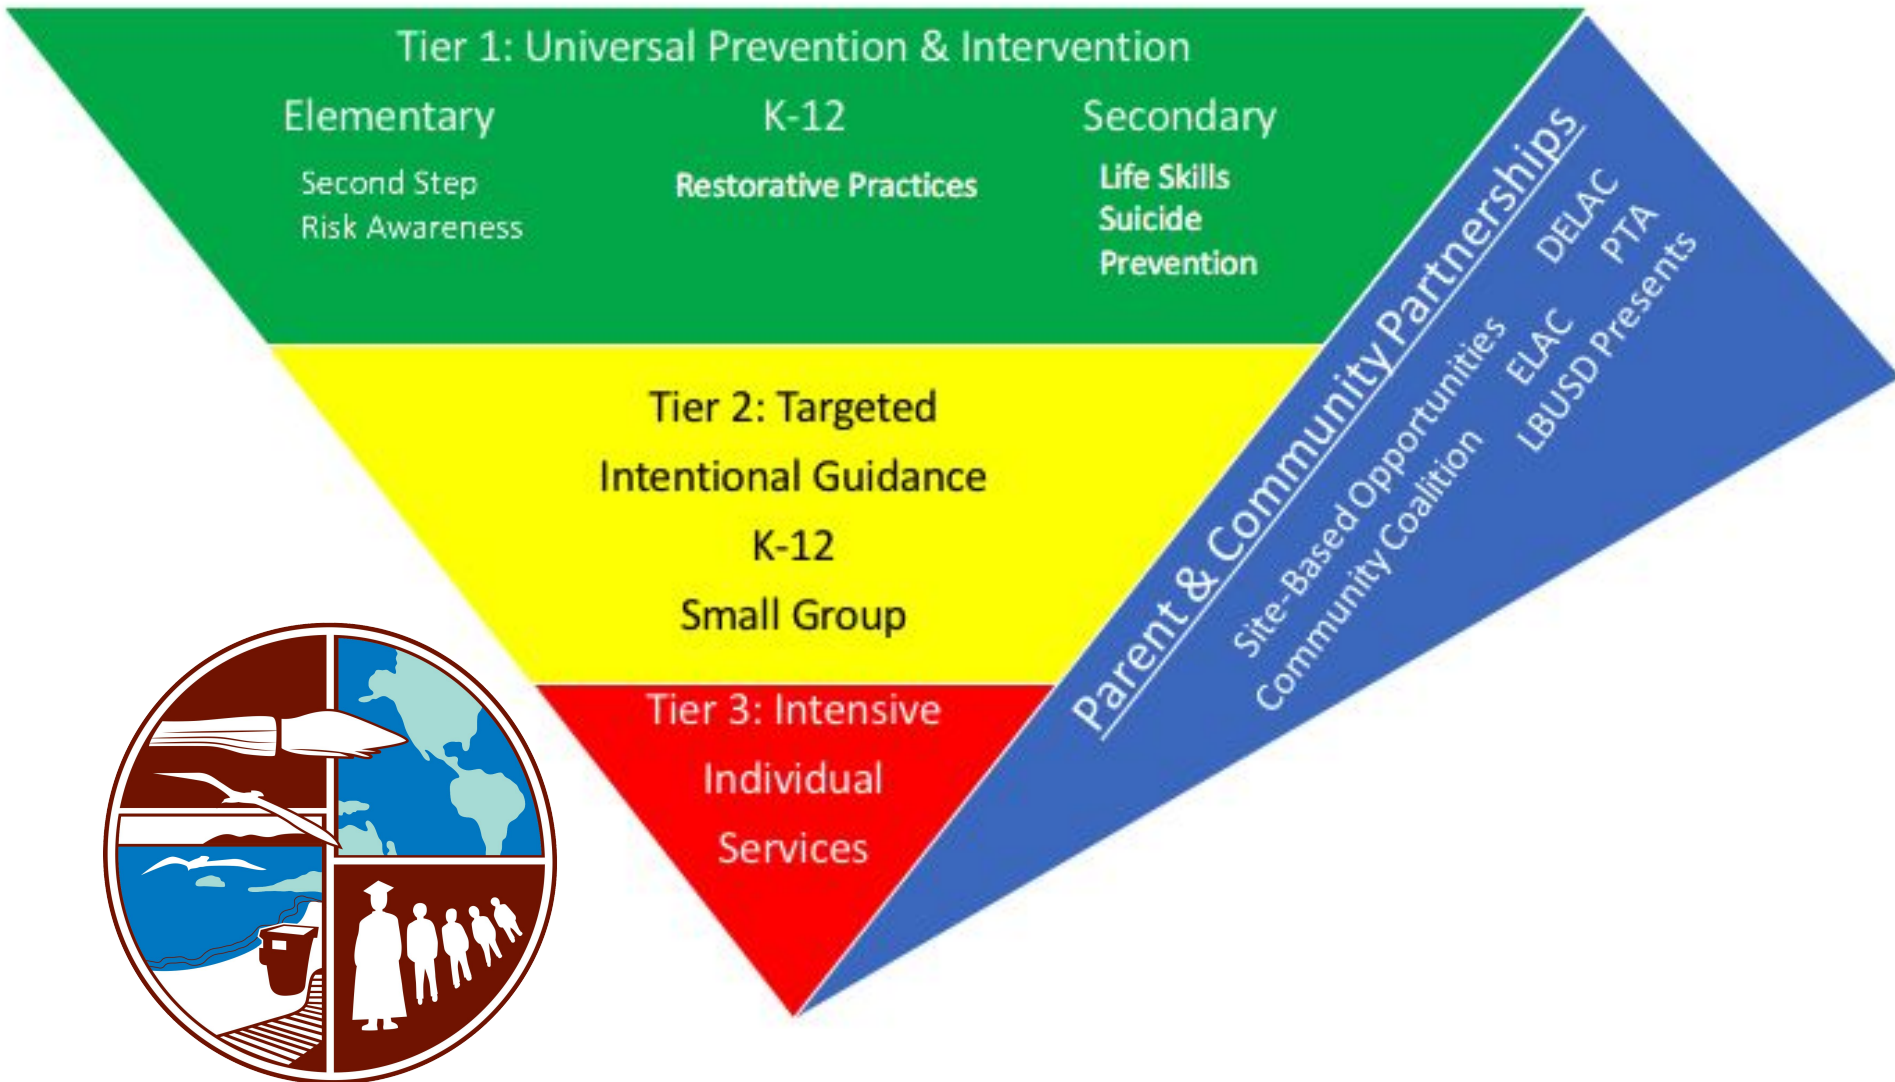 Tier 1: Universal Prevention & Intervention
Elementary
Second Step
Risk Awareness
K-12
Restorative Practices
Secondary
Life Skills
Suicide
Prevention
Tier 2: Targeted
Intentional Guidance
K-12
Small Group
Tier 3: Intensive
Individual
Services
Parent & Community Partnerships
Site-Based Opportunities
DELAC
Community Coalition
ELAC
PTA
LBUSD Presents